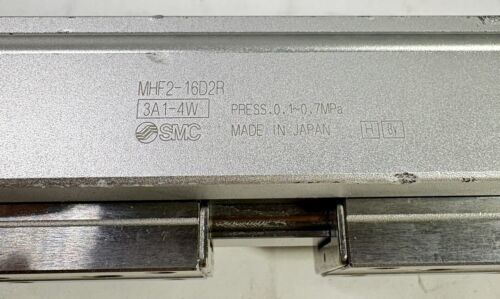 MHF2-16D2R
3A1-4W PRESS.0.1~0.7MPa
SMC MADE IN JAPAN H